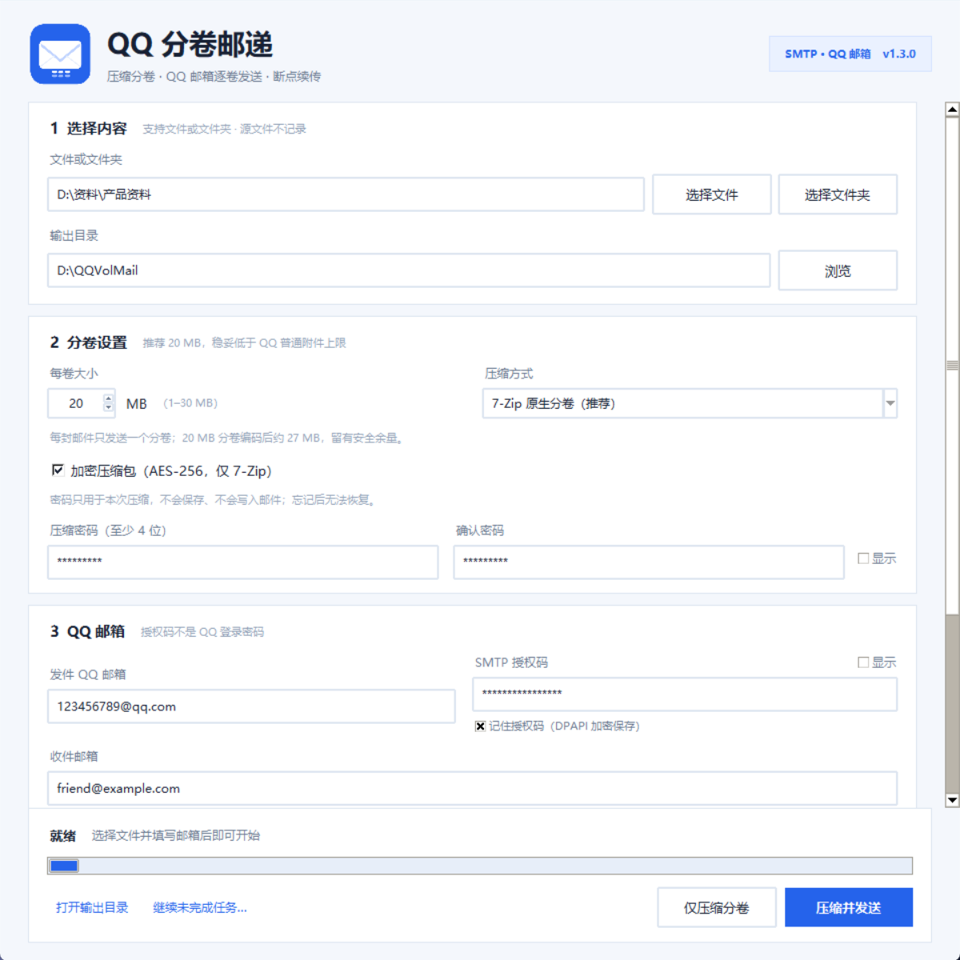 QQ 分卷邮递
压缩分卷 · QQ 邮箱逐卷发送 · 断点续传
SMTP • QQ 邮箱 v1.3.0
1 选择内容 支持文件或文件夹 · 源文件不记录
文件或文件夹
D:\资料\产品资料 选择文件 选择文件夹
输出目录
D:\QQVolMail 浏览
2 分卷设置 推荐 20 MB，稳妥低于 QQ 普通附件上限
每卷大小 压缩方式
20 MB (1–30 MB) 7-Zip 原生分卷（推荐）
每封邮件只发送一个分卷；20 MB 分卷编码后约 27 MB，留有安全余量。
加密压缩包（AES-256，仅 7-Zip）
密码只用于本次压缩，不会保存、不会写入邮件；忘记后无法恢复。
压缩密码（至少 4 位） 确认密码
********* ********* 显示
3 QQ 邮箱 授权码不是 QQ 登录密码
发件 QQ 邮箱 SMTP 授权码 显示
123456789@qq.com ****************
记住授权码（DPAPI 加密保存）
收件邮箱
friend@example.com
就绪 选择文件并填写邮箱后即可开始
打开输出目录 继续未完成任务... 仅压缩分卷 压缩并发送